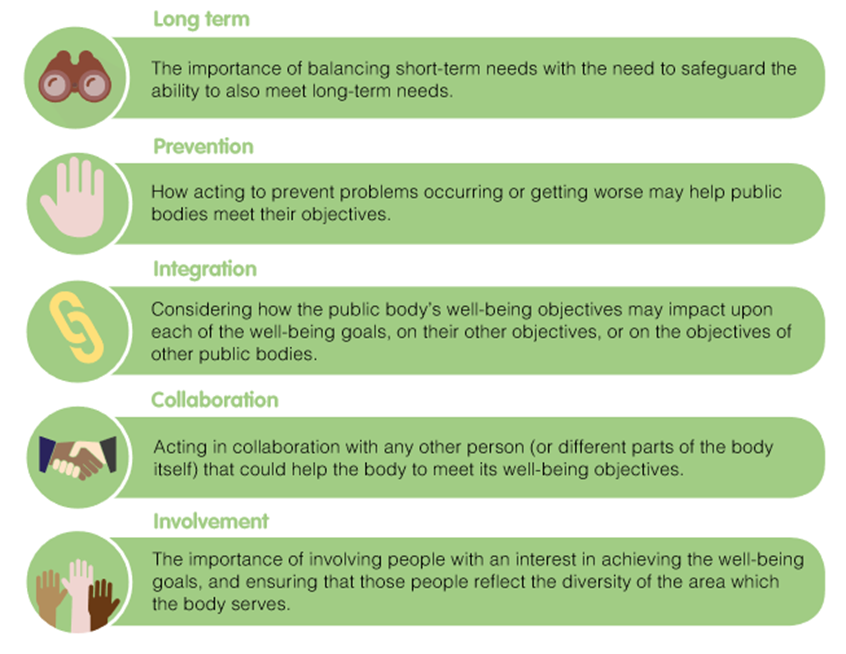 Long term
The importance of balancing short-term needs with the need to safeguard the
ability to also meet long-term needs.
Prevention
How acting to prevent problems occurring or getting worse may help public
bodies meet their objectives.
Integration
Considering how the public body’s well-being objectives may impact upon
each of the well-being goals, on their other objectives, or on the objectives of
other public bodies.
Collaboration
Acting in collaboration with any other person (or different parts of the body
itself) that could help the body to meet its well-being objectives.
Involvement
The importance of involving people with an interest in achieving the well-being
goals, and ensuring that those people reflect the diversity of the area which
the body serves.